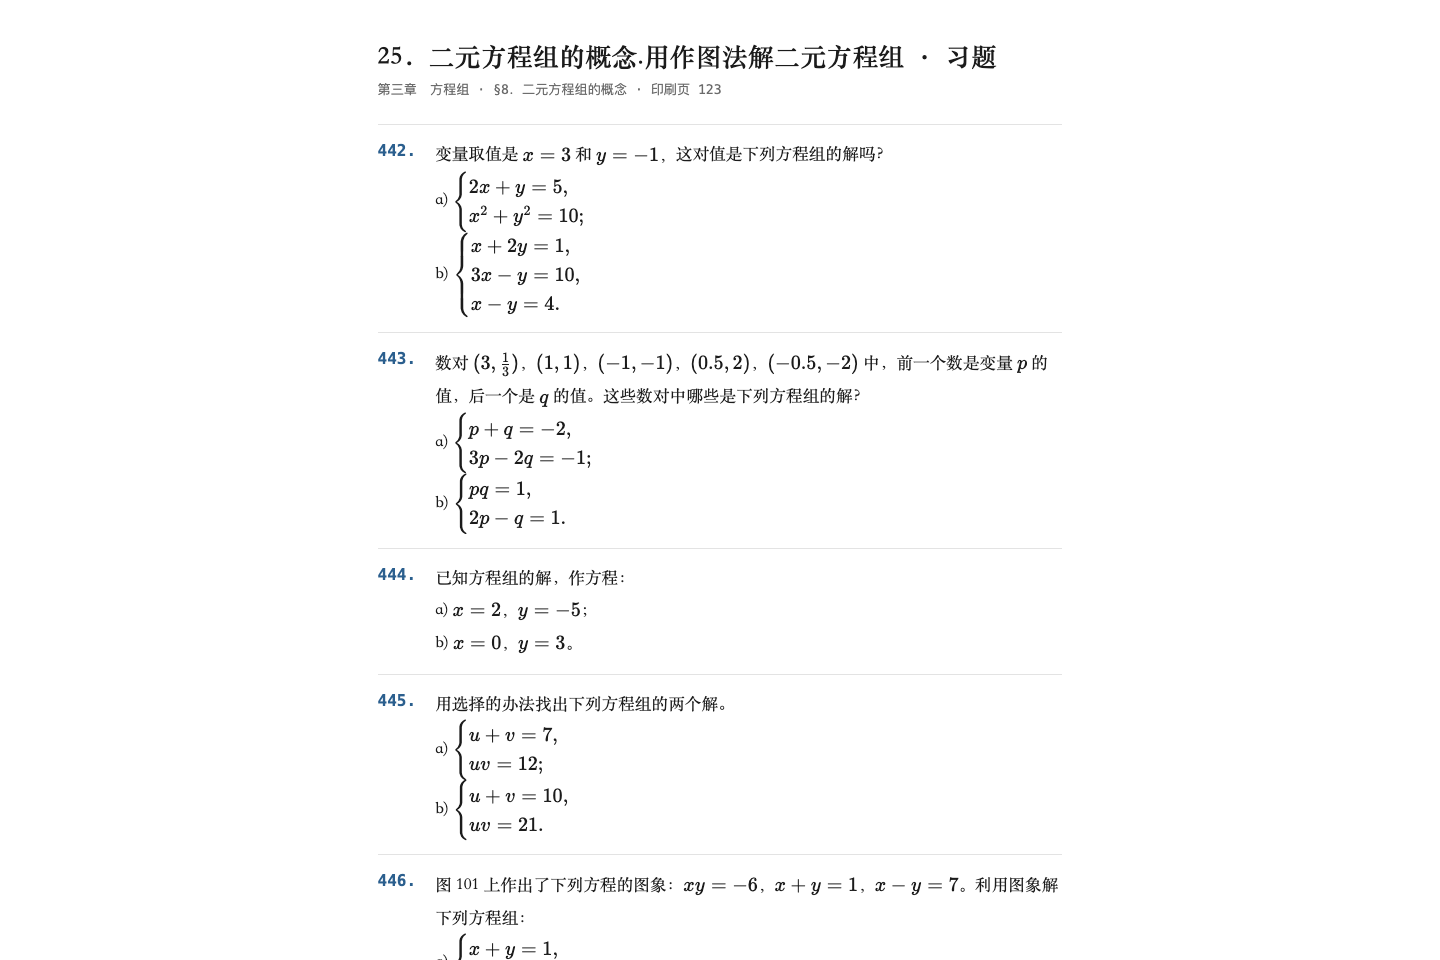 25. 二元方程组的概念.用作图法解二元方程组 · 习题
第三章 方程组 · §8. 二元方程组的概念 · 印刷页 123
442. 变量取值是 x = 3 和 y = −1, 这对值是下列方程组的解吗?
a) { 2x + y = 5,
x² + y² = 10;
b) { x + 2y = 1,
3x − y = 10,
x − y = 4.
443. 数对 (3, 1/3), (1, 1), (−1, −1), (0.5, 2), (−0.5, −2) 中, 前一个数是变量 p 的
值, 后一个是 q 的值。这些数对中哪些是下列方程组的解?
a) { p + q = −2,
3p − 2q = −1;
b) { pq = 1,
2p − q = 1.
444. 已知方程组的解, 作方程:
a) x = 2, y = −5;
b) x = 0, y = 3。
445. 用选择的办法找出下列方程组的两个解。
a) { u + v = 7,
uv = 12;
b) { u + v = 10,
uv = 21.
446. 图 101 上作出了下列方程的图象: xy = −6, x + y = 1, x − y = 7。利用图象解
下列方程组:
{ x + y = 1,